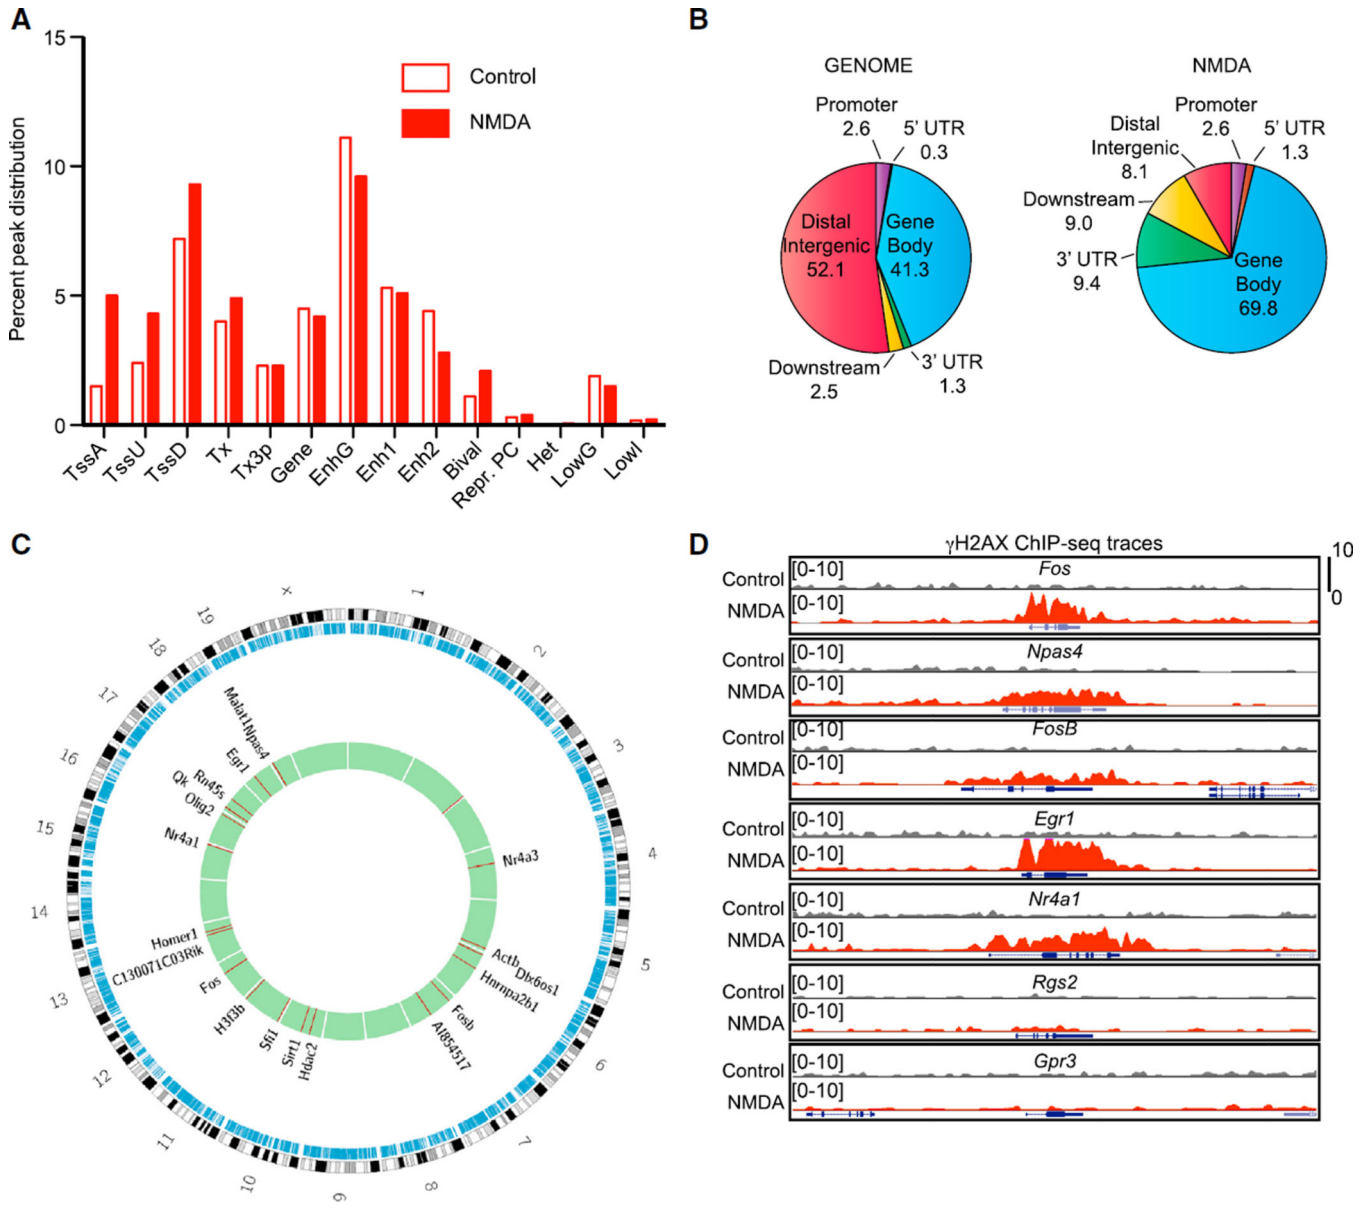 A
15
10
5
0
Percent peak distribution
Control
NMDA
TssA
TssU
TssD
Tx
Tx3p
Gene
EnhG
Enh1
Enh2
Bival
Repr. PC
Het
LowG
LowI
B
GENOME
Promoter
2.6
5' UTR
0.3
Distal
Intergenic
52.1
Gene
Body
41.3
Downstream
2.5
3' UTR
1.3
NMDA
Promoter
2.6
5' UTR
1.3
Distal
Intergenic
8.1
Downstream
9.0
3' UTR
9.4
Gene
Body
69.8
C
1
2
3
4
5
6
7
8
9
10
11
12
13
14
15
16
17
18
19
x
Malat1
Npas4
Egr1
Rn45s
Qk
Olig2
Nr4a1
Nr4a3
Homer1
C130071C03Rik
Fos
H3f3b
Sfi1
Sirt1
Hdac2
AI854517
Fosb
Hnrnpa2b1
Dlx6os1
Actb
D
γH2AX ChIP-seq traces
10
0
Control [0-10] Fos
NMDA [0-10]
Control [0-10] Npas4
NMDA [0-10]
Control [0-10] FosB
NMDA [0-10]
Control [0-10] Egr1
NMDA [0-10]
Control [0-10] Nr4a1
NMDA [0-10]
Control [0-10] Rgs2
NMDA [0-10]
Control [0-10] Gpr3
NMDA [0-10]